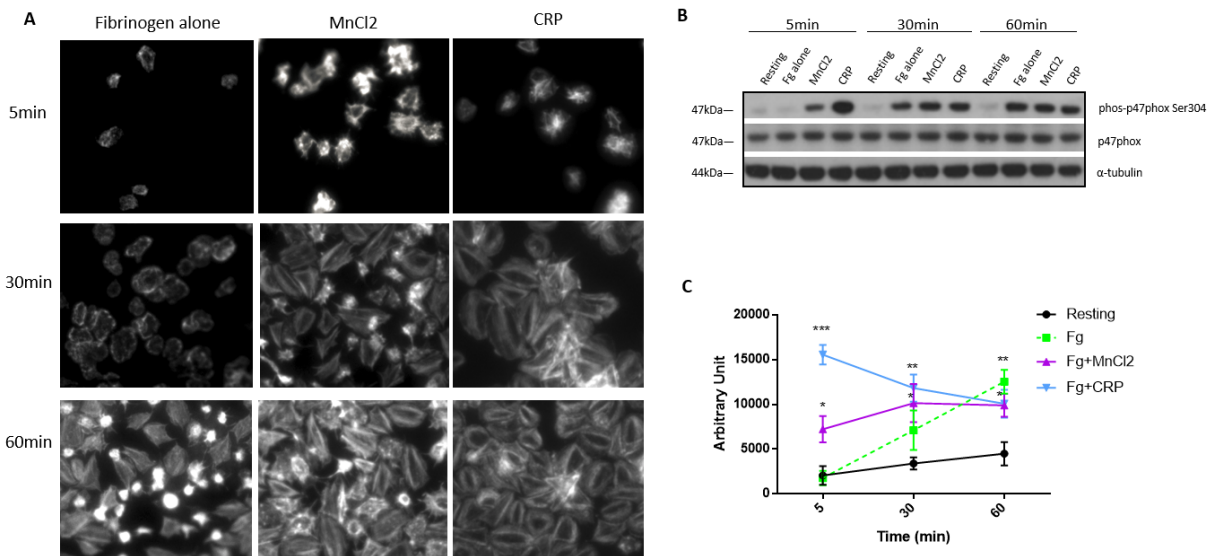 A
Fibrinogen alone
MnCl2
CRP
5min
30min
60min
B
5min
30min
60min
Resting
Fg alone
MnCl2
CRP
Resting
Fg alone
MnCl2
CRP
Resting
Fg alone
MnCl2
CRP
47kDa—
phos-p47phox Ser304
47kDa—
p47phox
44kDa—
α-tubulin
C
20000
15000
10000
5000
0
Arbitrary Unit
***
*
**
*
**
*
5
30
60
Time (min)
Resting
Fg
Fg+MnCl2
Fg+CRP